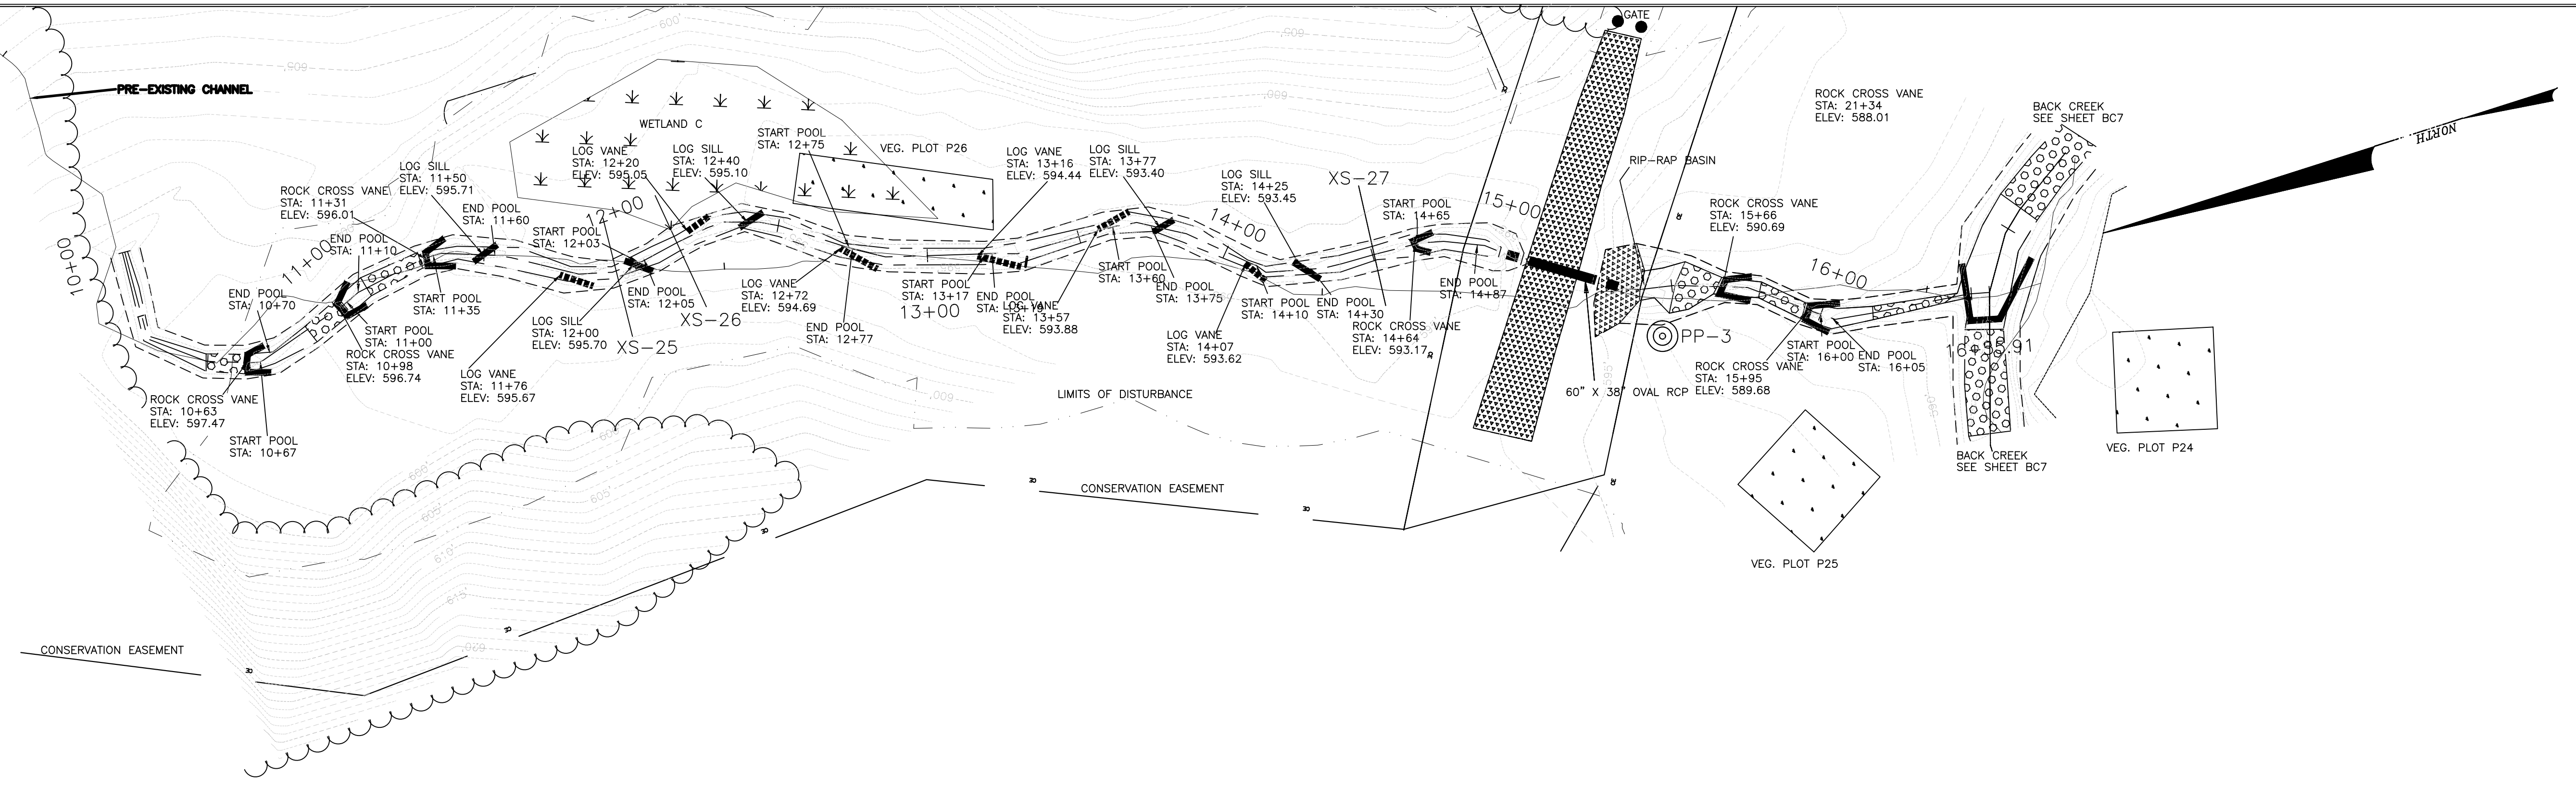 GATE
600'
605'
605'
600'
PRE-EXISTING CHANNEL
ROCK CROSS VANE
STA: 21+34
ELEV: 588.01
BACK CREEK
SEE SHEET BC7
NORTH
WETLAND C
START POOL
STA: 12+75
VEG. PLOT P26
LOG VANE
STA: 12+20
ELEV: 595.05
LOG SILL
STA: 12+40
ELEV: 595.10
LOG VANE
STA: 13+16
ELEV: 594.44
LOG SILL
STA: 13+77
ELEV: 593.40
RIP-RAP BASIN
LOG SILL
STA: 11+50
ELEV: 595.71
ROCK CROSS VANE
STA: 11+31
ELEV: 596.01
LOG SILL
STA: 14+25
ELEV: 593.45
XS-27
END POOL
STA: 11+60
12+00
START POOL
STA: 14+65
15+00
ROCK CROSS VANE
STA: 15+66
ELEV: 590.69
END POOL
STA: 11+10
START POOL
STA: 12+03
14+00
10+00
11+00
START POOL
STA: 13+60
16+00
END POOL
STA: 10+70
START POOL
STA: 11+35
END POOL
STA: 12+05
LOG VANE
STA: 12+72
ELEV: 594.69
START POOL
STA: 13+17
END POOL
13+00
LOG VANE
STA: 13+57
ELEV: 593.88
END POOL
STA: 13+75
START POOL
STA: 14+10
END POOL
STA: 14+30
END POOL
STA: 14+87
START POOL
STA: 11+00
ROCK CROSS VANE
STA: 10+98
ELEV: 596.74
LOG SILL
STA: 12+00
ELEV: 595.70
XS-26
XS-25
END POOL
STA: 12+77
LOG VANE
STA: 14+07
ELEV: 593.62
ROCK CROSS VANE
STA: 14+64
ELEV: 593.17
PP-3
START POOL
STA: 16+00
END POOL
STA: 16+05
ROCK CROSS VANE
STA: 15+95
ELEV: 589.68
60" X 38" OVAL RCP
LOG VANE
STA: 11+76
ELEV: 595.67
ROCK CROSS VANE
STA: 10+63
ELEV: 597.47
START POOL
STA: 10+67
LIMITS OF DISTURBANCE
600'
595'
590'
BACK CREEK
SEE SHEET BC7
VEG. PLOT P24
600'
600'
605'
605'
610'
615'
620'
CONSERVATION EASEMENT
VEG. PLOT P25
CONSERVATION EASEMENT